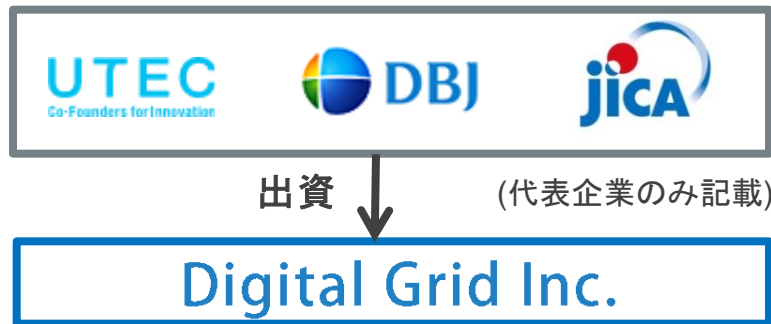 UTEC
Co-Founders for Innovation
DBJ
jICA
出資
(代表企業のみ記載)
Digital Grid Inc.